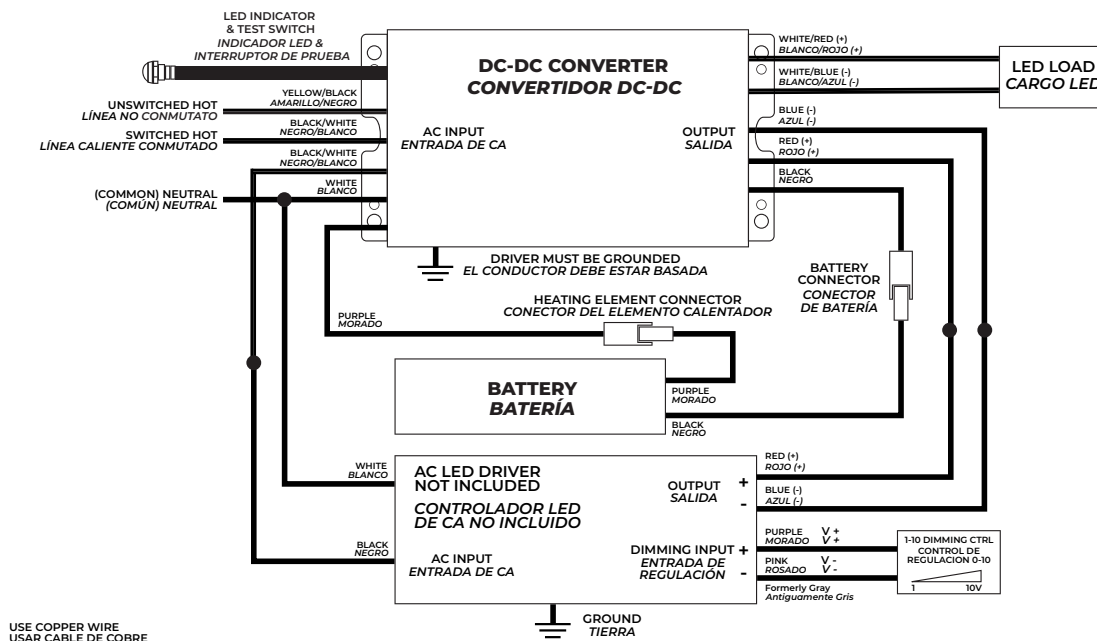 LED INDICATOR
& TEST SWITCH
INDICADOR LED &
INTERRUPTOR DE PRUEBA
DC-DC CONVERTER
CONVERTIDOR DC-DC
WHITE/RED (+)
BLANCO/ROJO (+)
WHITE/BLUE (-)
BLANCO/AZUL (-)
LED LOAD
CARGO LED
YELLOW/BLACK
AMARILLO/NEGRO
UNSWITCHED HOT
LÍNEA NO CONMUTATO
BLACK/WHITE
NEGRO/BLANCO
SWITCHED HOT
LÍNEA CALIENTE CONMUTADO
BLACK/WHITE
NEGRO/BLANCO
WHITE
BLANCO
(COMMON) NEUTRAL
(COMÚN) NEUTRAL
AC INPUT
ENTRADA DE CA
OUTPUT
SALIDA
BLUE (-)
AZUL (-)
RED (+)
ROJO (+)
BLACK
NEGRO
DRIVER MUST BE GROUNDED
EL CONDUCTOR DEBE ESTAR BASADA
BATTERY
CONNECTOR
CONECTOR
DE BATERÍA
HEATING ELEMENT CONNECTOR
CONECTOR DEL ELEMENTO CALENTADOR
PURPLE
MORADO
BATTERY
BATERÍA
PURPLE
MORADO
BLACK
NEGRO
WHITE
BLANCO
AC LED DRIVER
NOT INCLUDED
CONTROLADOR LED
DE CA NO INCLUIDO
OUTPUT +
SALIDA -
RED (+)
ROJO (+)
BLUE (-)
AZUL (-)
BLACK
NEGRO
AC INPUT
ENTRADA DE CA
DIMMING INPUT +
ENTRADA DE
REGULACIÓN -
PURPLE V +
MORADO V +
PINK V -
ROSADO V -
Formerly Gray
Antiguamente Gris
1-10 DIMMING CTRL
CONTROL DE
REGULACION 0-10
1 10V
GROUND
TIERRA
USE COPPER WIRE
USAR CABLE DE COBRE